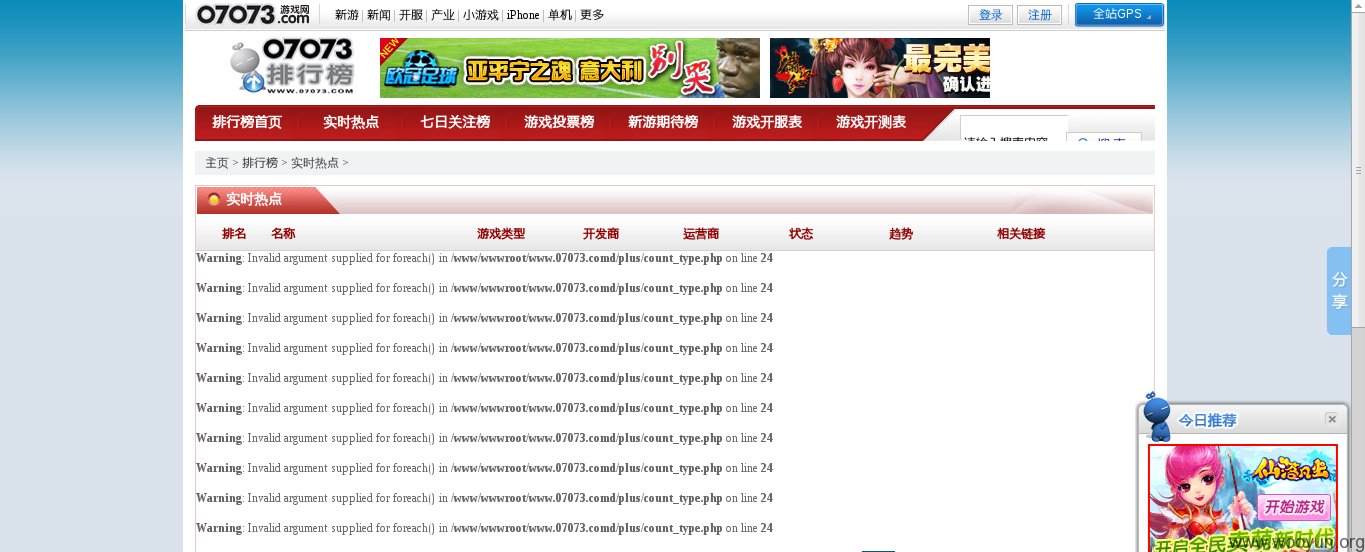 07073 游戏网 .com
新游 | 新闻 | 开服 | 产业 | 小游戏 | iPhone | 单机 | 更多
登录 注册 全站GPS
07073 排行榜
WWW.07073.COM
NEW 欧冠足球 亚平宁之魂 意大利 别哭
最完美
确认进
排行榜首页 实时热点 七日关注榜 游戏投票榜 新游期待榜 游戏开服表 游戏开测表
请输入搜索内容 搜索
主页 > 排行榜 > 实时热点 >
实时热点
排名 名称 游戏类型 开发商 运营商 状态 趋势 相关链接
Warning: Invalid argument supplied for foreach() in /www/wwwroot/www.07073.comd/plus/count_type.php on line 24
Warning: Invalid argument supplied for foreach() in /www/wwwroot/www.07073.comd/plus/count_type.php on line 24
Warning: Invalid argument supplied for foreach() in /www/wwwroot/www.07073.comd/plus/count_type.php on line 24
Warning: Invalid argument supplied for foreach() in /www/wwwroot/www.07073.comd/plus/count_type.php on line 24
Warning: Invalid argument supplied for foreach() in /www/wwwroot/www.07073.comd/plus/count_type.php on line 24
Warning: Invalid argument supplied for foreach() in /www/wwwroot/www.07073.comd/plus/count_type.php on line 24
Warning: Invalid argument supplied for foreach() in /www/wwwroot/www.07073.comd/plus/count_type.php on line 24
Warning: Invalid argument supplied for foreach() in /www/wwwroot/www.07073.comd/plus/count_type.php on line 24
Warning: Invalid argument supplied for foreach() in /www/wwwroot/www.07073.comd/plus/count_type.php on line 24
Warning: Invalid argument supplied for foreach() in /www/wwwroot/www.07073.comd/plus/count_type.php on line 24
分享
今日推荐
开始游戏
开启全民
www.wooyun.org